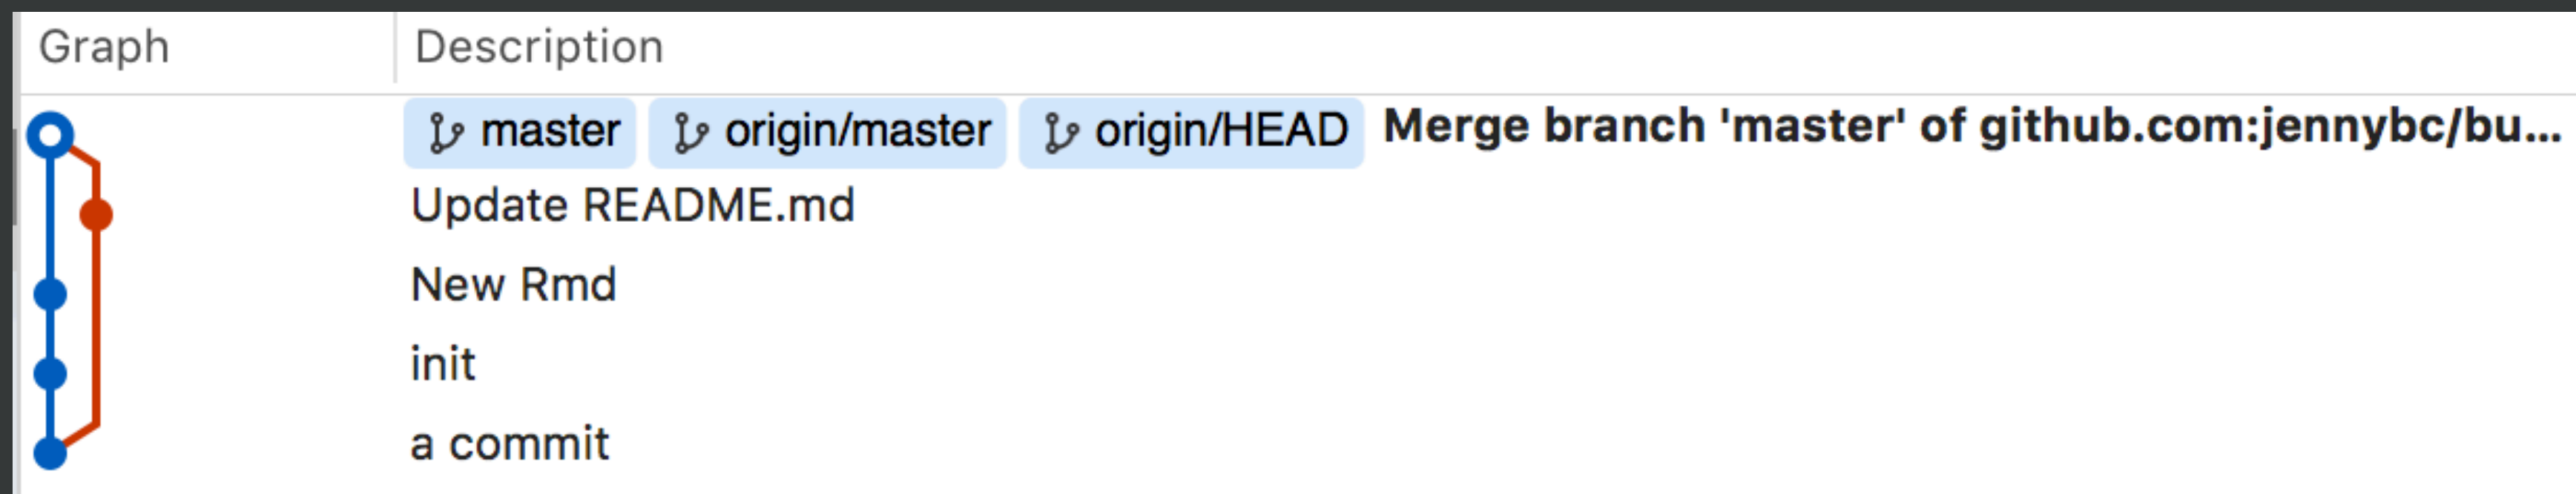 Graph Description
master origin/master origin/HEAD Merge branch 'master' of github.com:jennybc/bu...
Update README.md
New Rmd
init
a commit